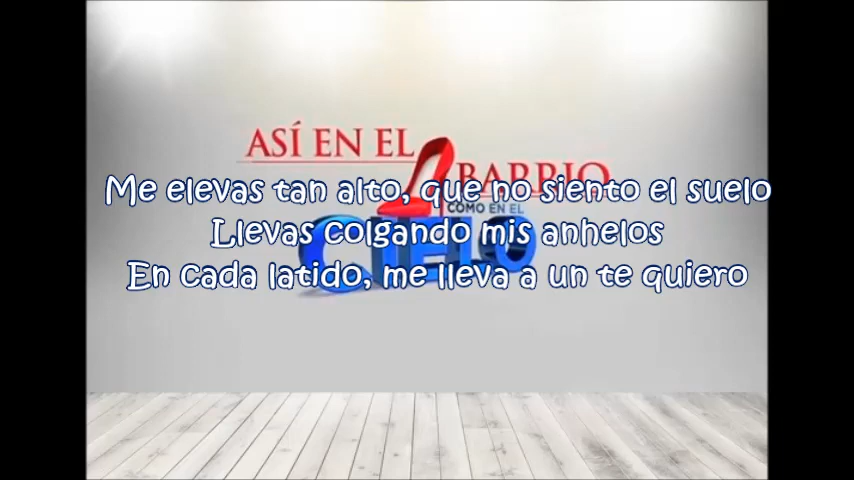 ASÍ EN EL
BARRIO
COMO EN EL
CIELO
Me elevas tan alto, que no siento el suelo
Llevas colgando mis anhelos
En cada latido, me lleva a un te quiero